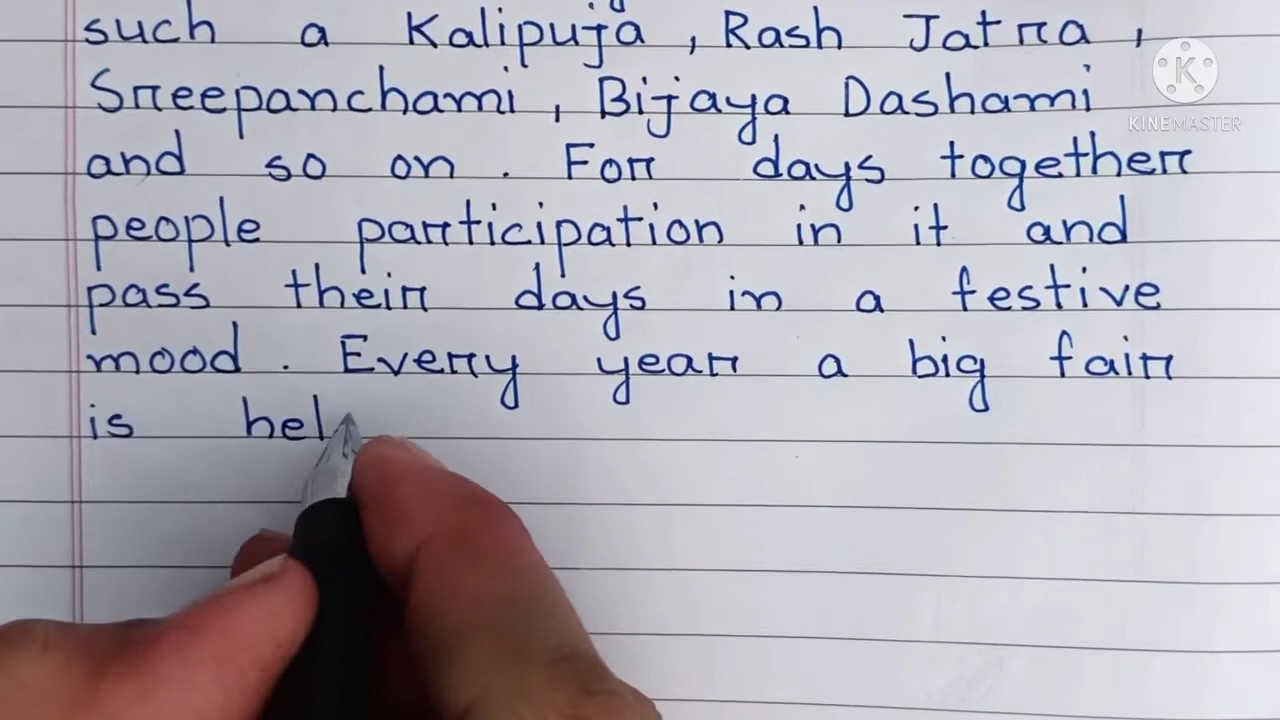 such a Kalipuja, Rash Jatra,
Sreepanchami, Bijaya Dashami
and so on. For days together
people participation in it and
pass their days in a festive
mood. Every year a big fair
is hel
K
KINEMASTER